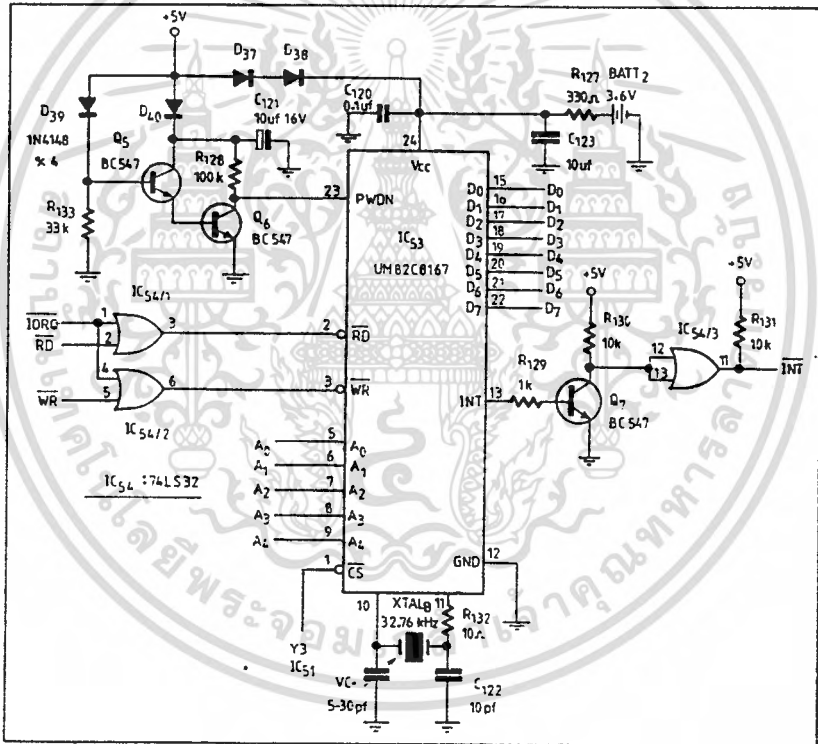 +5V
D37 D38
D39
1N4148
x 4
D40
C121
10uf 16V
C120
0.1uf
R127 BATT2
330Ω 3.6V
C123
10uf
Q5
BC547
R128
100k
R133
33k
Q6
BC547
24
Vcc
23 PWDN
IC53
UM82C8167
D0 15 D0
D1 16 D1
D2 17 D2
D3 18 D3
D4 19 D4
D5 20 D5
D6 21 D6
D7 22 D7
IC54/1
IORQ 1
RD 2
3
2 RD
4
WR 5
6
3 WR
IC54/2
IC54 :74LS32
A0 5 A0
A1 6 A1
A2 7 A2
A3 8 A3
A4 9 A4
1 CS
Y3
IC51
+5V
R130
10k
IC54/3
12
13
11
+5V
R131
10k
INT
INT 13
R129
1k
Q7
BC547
GND 12
10 XTAL8 11
32.76 kHz
R132
10Ω
5-30pf
C122
10pf